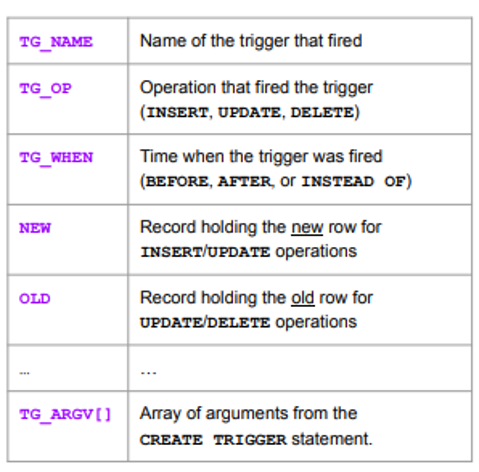 TG_NAME Name of the trigger that fired
TG_OP Operation that fired the trigger
(INSERT, UPDATE, DELETE)
TG_WHEN Time when the trigger was fired
(BEFORE, AFTER, or INSTEAD OF)
NEW Record holding the new row for
INSERT/UPDATE operations
OLD Record holding the old row for
UPDATE/DELETE operations
… …
TG_ARGV[] Array of arguments from the
CREATE TRIGGER statement.